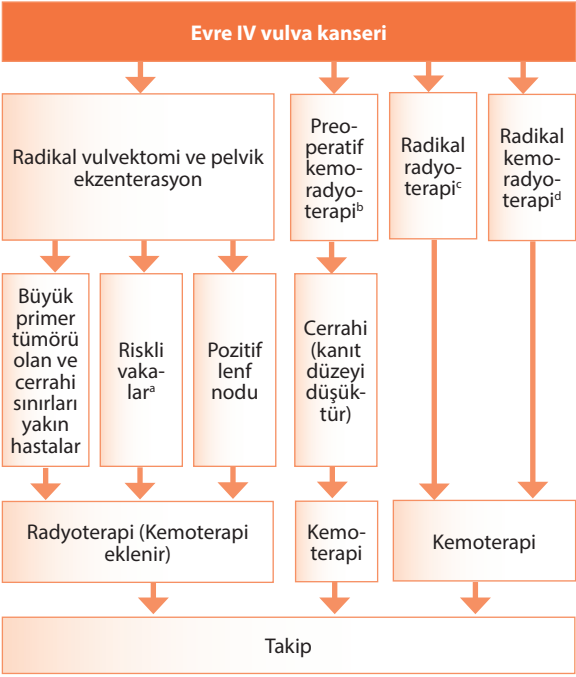 Evre IV vulva kanseri
Radikal vulvektomi ve pelvik
ekzenterasyon
Preo-
peratif
kemo-
radyo-
terapiᵇ
Radikal
radyo-
terapiᶜ
Radikal
kemo-
radyo-
terapiᵈ
Büyük
primer
tümörü
olan ve
cerrahi
sınırları
yakın
hastalar
Riskli
vaka-
larᵃ
Pozitif
lenf
nodu
Cerrahi
(kanıt
düzeyi
düşük-
tür)
Radyoterapi (Kemoterapi
eklenir)
Kemo-
terapi
Kemoterapi
Takip